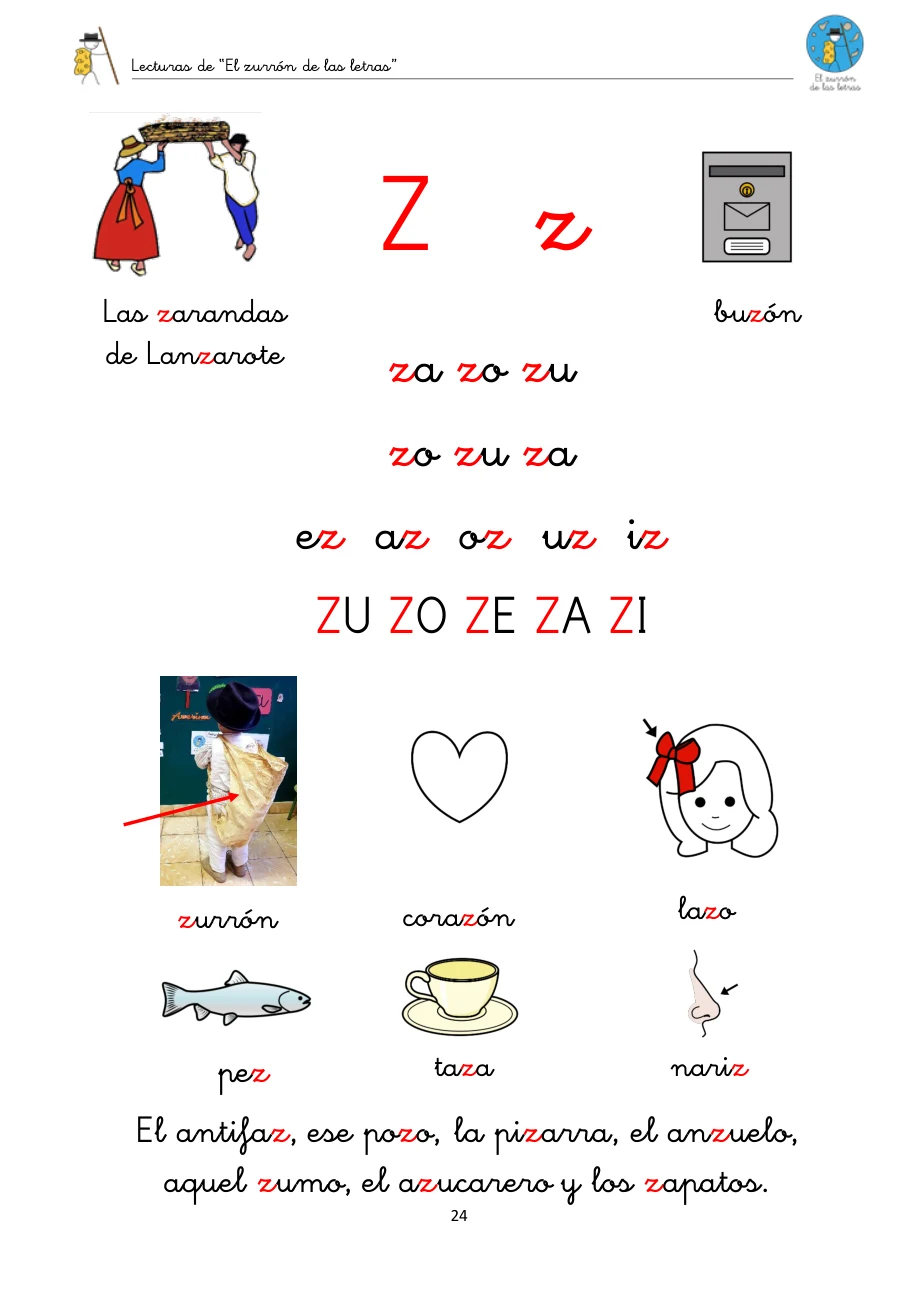 Lecturas de "El zurrón de las letras"
El zurrón
de las letras
Z z
Las zarandas
de Lanzarote
buzón
za zo zu
zo zu za
ez az oz uz iz
ZU ZO ZE ZA ZI
zurrón
corazón
lazo
pez
taza
nariz
El antifaz, ese pozo, la pizarra, el anzuelo,
aquel zumo, el azucarero y los zapatos.
24